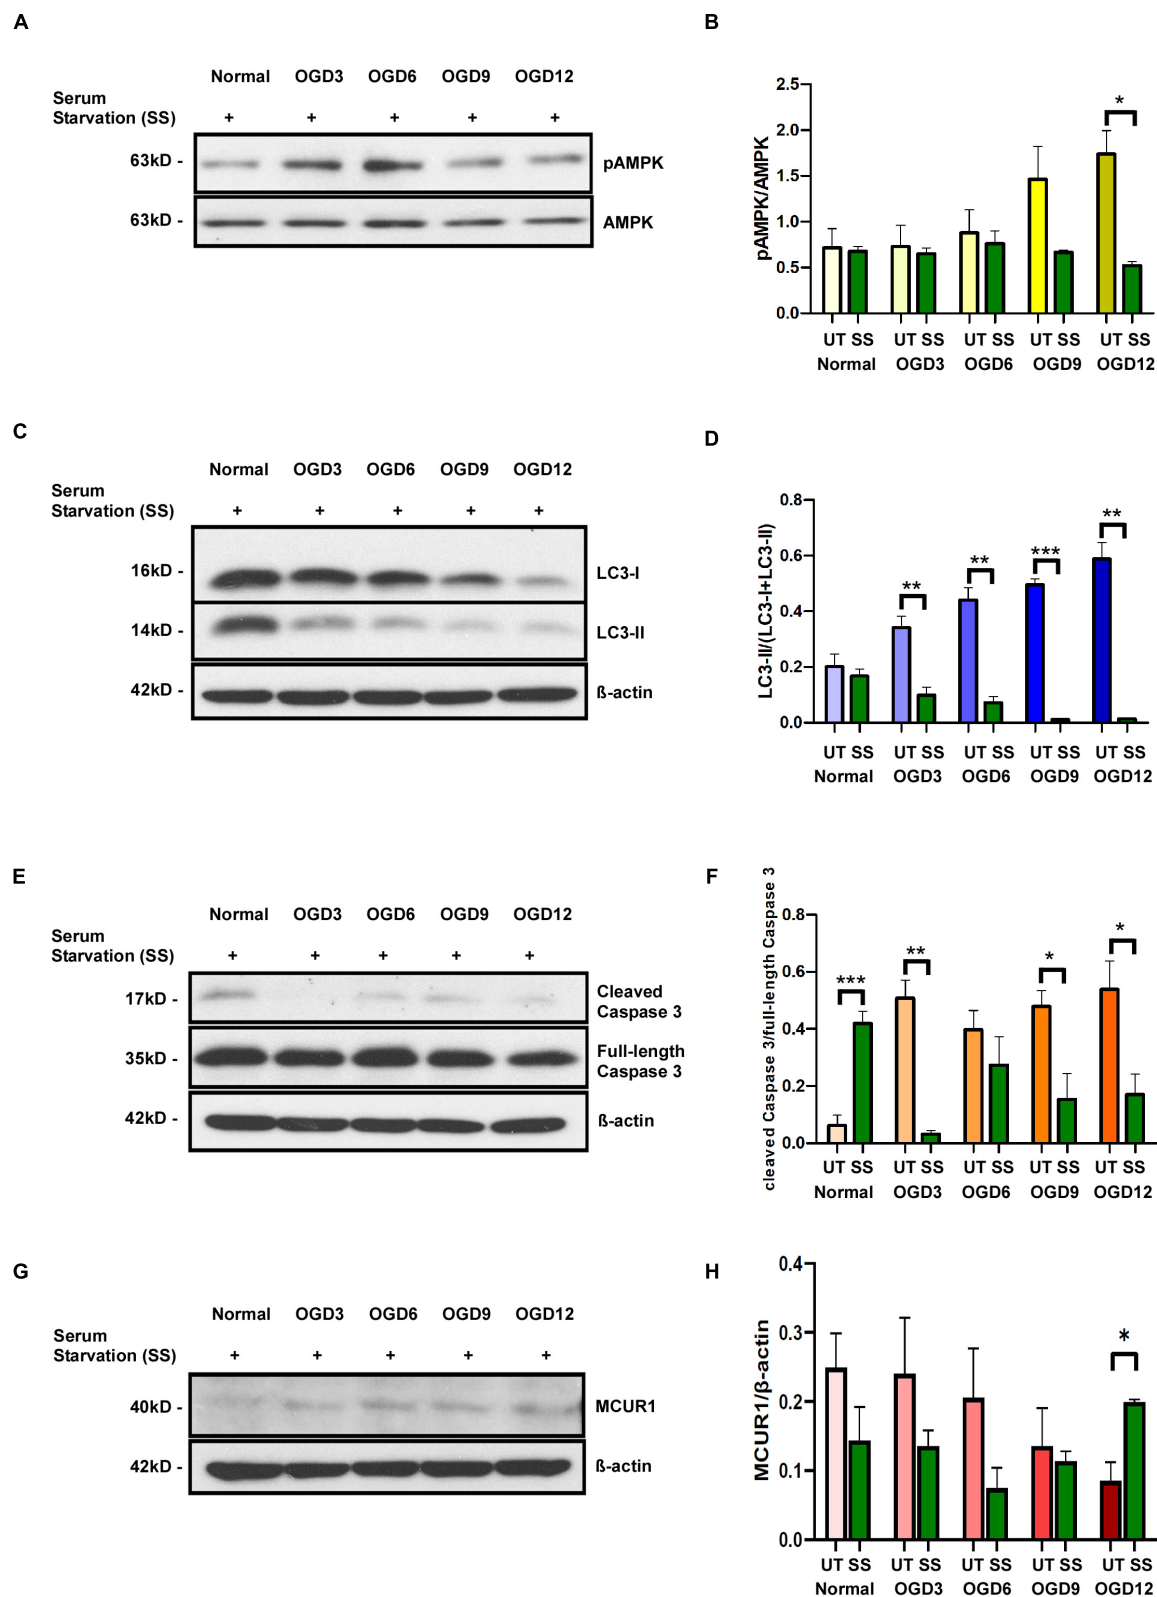 A
Normal OGD3 OGD6 OGD9 OGD12
Serum
Starvation (SS) + + + + +
63kD - pAMPK
63kD - AMPK
B
pAMPK/AMPK
2.5
2.0
1.5
1.0
0.5
0.0
*
UT SS UT SS UT SS UT SS UT SS
Normal OGD3 OGD6 OGD9 OGD12
C
Normal OGD3 OGD6 OGD9 OGD12
Serum
Starvation (SS) + + + + +
16kD - LC3-I
14kD - LC3-II
42kD - ß-actin
D
LC3-II/(LC3-I+LC3-II)
0.8
0.6
0.4
0.2
0.0
** ** *** **
UT SS UT SS UT SS UT SS UT SS
Normal OGD3 OGD6 OGD9 OGD12
E
Normal OGD3 OGD6 OGD9 OGD12
Serum
Starvation (SS) + + + + +
17kD - Cleaved
Caspase 3
35kD - Full-length
Caspase 3
42kD - ß-actin
F
cleaved Caspase 3/full-length Caspase 3
0.8
0.6
0.4
0.2
0.0
*** ** * *
UT SS UT SS UT SS UT SS UT SS
Normal OGD3 OGD6 OGD9 OGD12
G
Normal OGD3 OGD6 OGD9 OGD12
Serum
Starvation (SS) + + + + +
40kD - MCUR1
42kD - ß-actin
H
MCUR1/β-actin
0.4
0.3
0.2
0.1
0.0
*
UT SS UT SS UT SS UT SS UT SS
Normal OGD3 OGD6 OGD9 OGD12